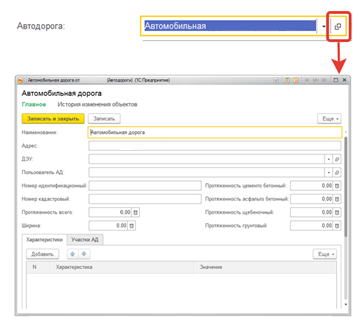 Автодорога: Автомобильная
Автомобильная дорога от (Автодороги) (1С:Предприятие)
Автомобильная дорога
Главное История изменения объектов
Записать и закрыть Записать Еще
Наименование: Автомобильная дорога
Адрес:
ДЭУ:
Пользователь АД:
Номер идентификационный: Протяженность цементо бетонный: 0,00
Номер кадастровый: Протяженность асфальто бетонный: 0,00
Протяженность всего: 0,00 Протяженность щебеночный: 0,00
Ширина: 0,00 Протяженность грунтовый: 0,00
Характеристики Участки АД
Добавить Еще
N Характеристика Значение